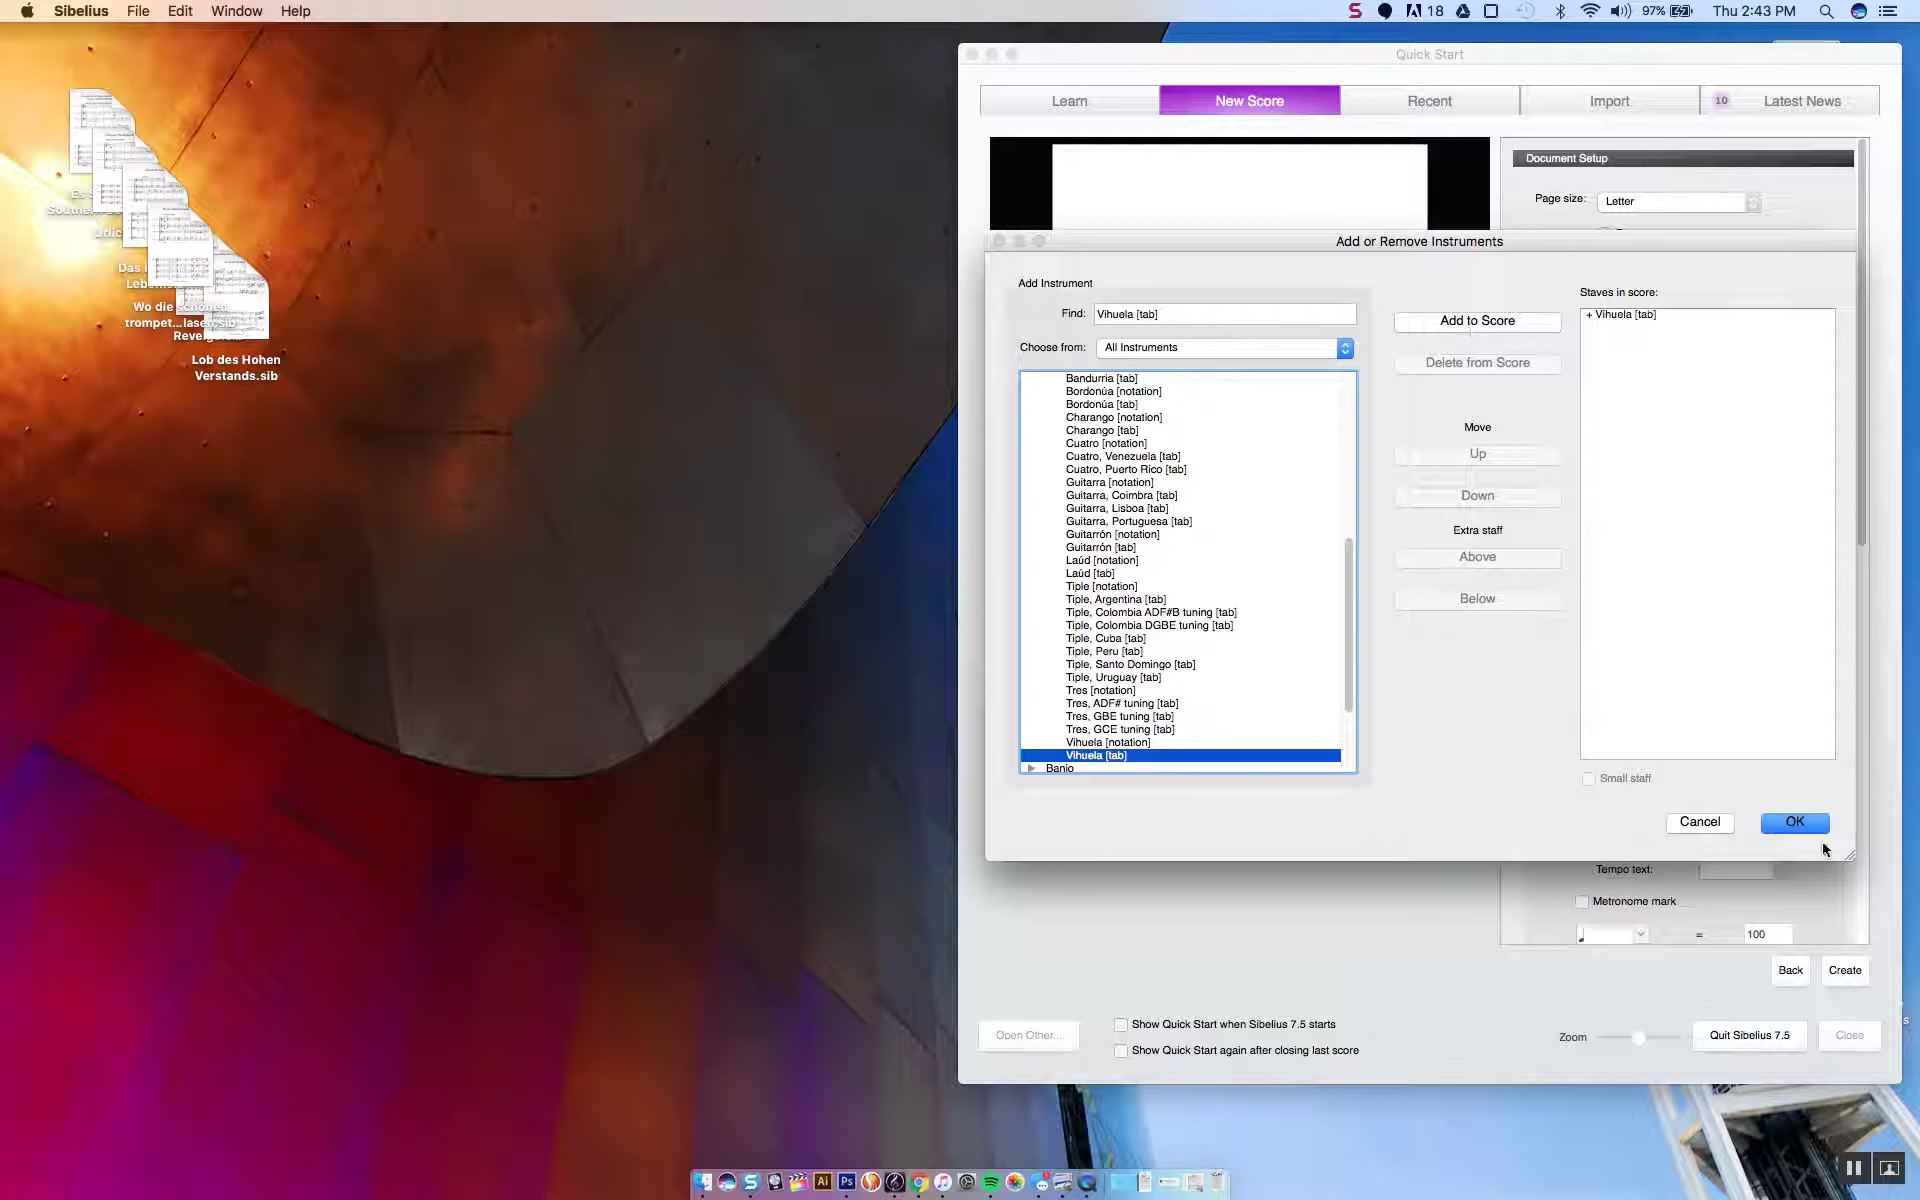 Sibelius File Edit Window Help
18 97% Thu 2:43 PM
Quick Start
Learn New Score Recent Import 10 Latest News
Document Setup
Page size: Letter
Add or Remove Instruments
Add Instrument
Find: Vihuela [tab]
Choose from: All Instruments
Bandurria [tab]
Bordonúa [notation]
Bordonúa [tab]
Charango [notation]
Charango [tab]
Cuatro [notation]
Cuatro, Venezuela [tab]
Cuatro, Puerto Rico [tab]
Guitarra [notation]
Guitarra, Coimbra [tab]
Guitarra, Lisboa [tab]
Guitarra, Portuguesa [tab]
Guitarrón [notation]
Guitarrón [tab]
Laúd [notation]
Laúd [tab]
Tiple [notation]
Tiple, Argentina [tab]
Tiple, Colombia ADF#B tuning [tab]
Tiple, Colombia DGBE tuning [tab]
Tiple, Cuba [tab]
Tiple, Peru [tab]
Tiple, Santo Domingo [tab]
Tiple, Uruguay [tab]
Tres [notation]
Tres, ADF# tuning [tab]
Tres, GBE tuning [tab]
Tres, GCE tuning [tab]
Vihuela [notation]
Vihuela [tab]
Banjo
Add to Score
Delete from Score
Move
Up
Down
Extra staff
Above
Below
Staves in score:
+ Vihuela [tab]
Small staff
Cancel OK
Tempo text:
Metronome mark
= 100
Back Create
Open Other...
Show Quick Start when Sibelius 7.5 starts
Show Quick Start again after closing last score
Zoom
Quit Sibelius 7.5
Close
Es
Das
Wo die schönen
trompet...lasen.sib
Lob des Hohen
Verstands.sib
Ai Ps